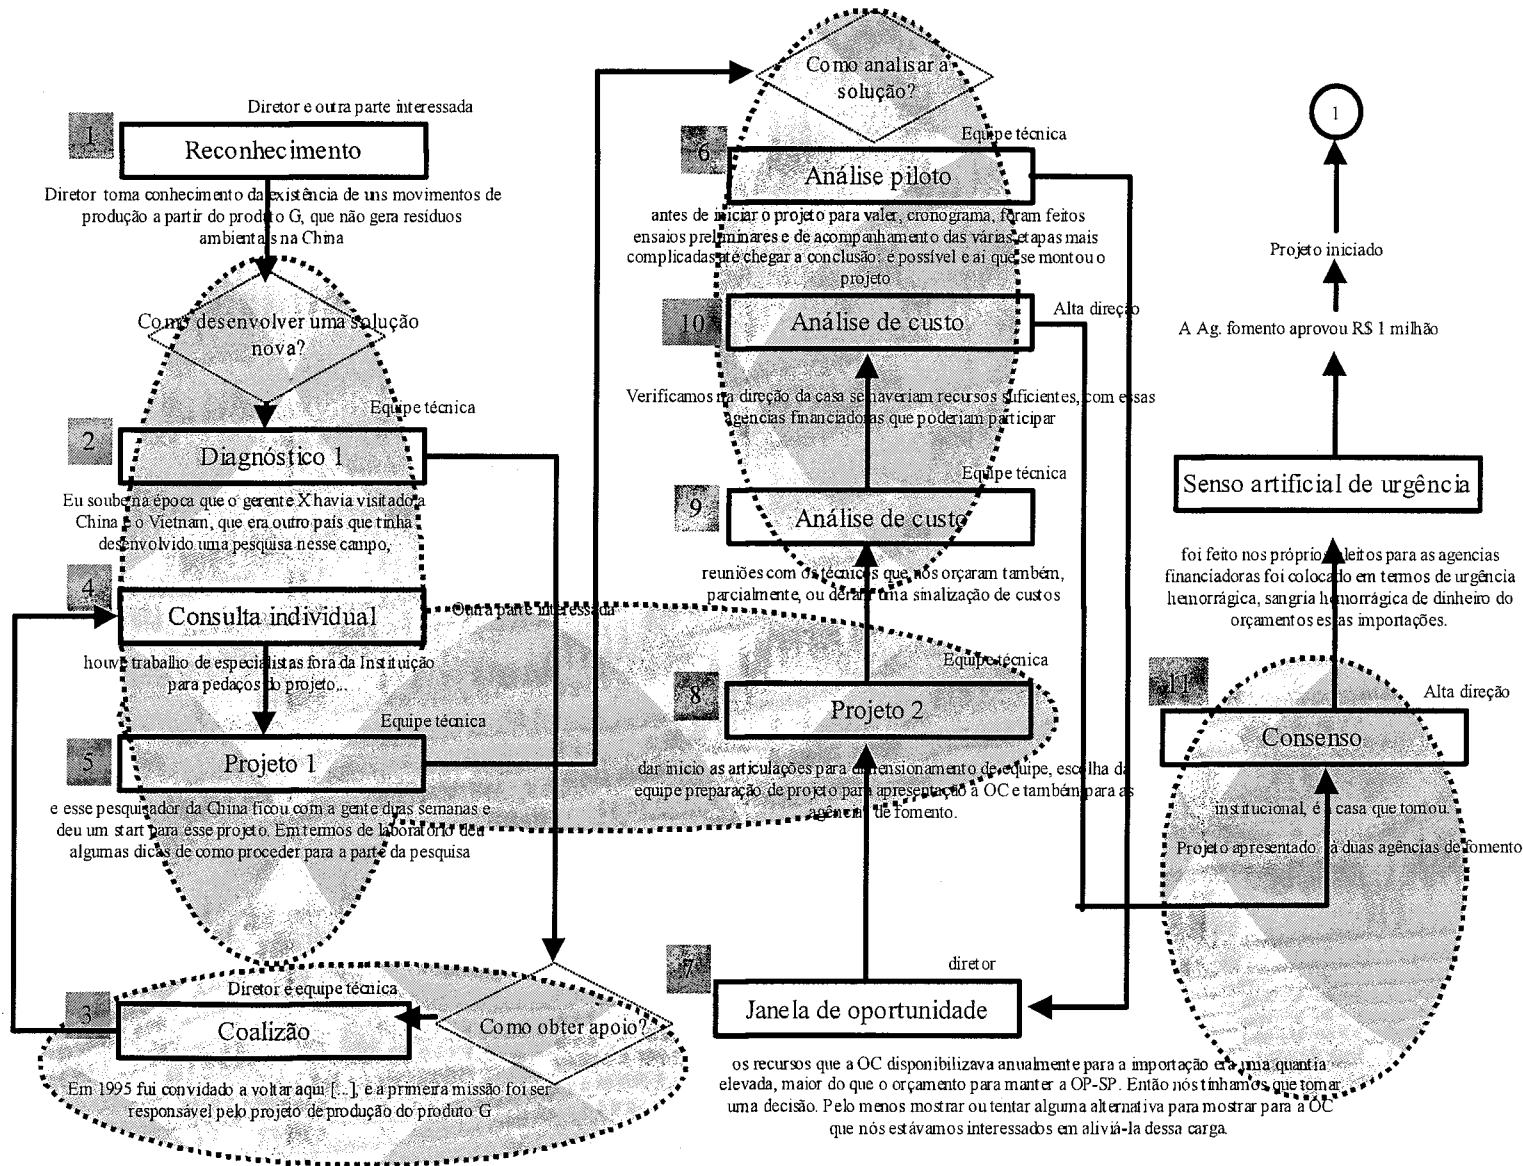 Diretor e outra parte interessada
1
Reconhecimento
Diretor toma conhecimento da existência de uns movimentos de
produção a partir do produto G, que não gera resíduos
ambientais na China
Como desenvolver uma solução
nova?
Equipe técnica
2
Diagnóstico 1
Eu soube na época que o gerente X havia visitado a
China e o Vietnam, que era outro país que tinha
desenvolvido uma pesquisa nesse campo,
4
Consulta individual
Outra parte interessada
houve trabalho de especialistas fora da Instituição
para pedaços do projeto,..
Equipe técnica
5
Projeto 1
e esse pesquisador da China ficou com a gente duas semanas e
deu um start para esse projeto. Em termos de laboratório deu
algumas dicas de como proceder para a parte da pesquisa
Diretor e equipe técnica
3
Coalizão
Como obter apoio?
Em 1995 fui convidado a voltar aqui [...], e a primeira missão foi ser
responsável pelo projeto de produção do produto G
Como analisar a
solução?
Equipe técnica
6
Análise piloto
antes de iniciar o projeto para valer, cronograma, foram feitos
ensaios preliminares e de acompanhamento das várias etapas mais
complicadas até chegar a conclusão: é possível e aí que se montou o
projeto
10
Análise de custo
Alta direção
Verificamos na direção da casa se haveriam recursos suficientes, com essas
agências financiadoras que poderiam participar
Equipe técnica
9
Análise de custo
reuniões com os técnicos que nos orçaram também,
parcialmente, ou deram uma sinalização de custos
Equipe técnica
8
Projeto 2
dar inicio as articulações para dimensionamento de equipe, escolha da
equipe preparação de projeto para apresentação à OC e também para as
agências de fomento.
7
diretor
Janela de oportunidade
os recursos que a OC disponibilizava anualmente para a importação era uma quantia
elevada, maior do que o orçamento para manter a OP-SP. Então nós tínhamos que tomar
uma decisão. Pelo menos mostrar ou tentar alguma alternativa para mostrar para a OC
que nós estávamos interessados em aliviá-la dessa carga.
1
Projeto iniciado
A Ag. fomento aprovou R$ 1 milhão
Senso artificial de urgência
foi feito nos próprios pleitos para as agencias
financiadoras foi colocado em termos de urgência
hemorrágica, sangria hemorrágica de dinheiro do
orçamentos essas importações.
11
Alta direção
Consenso
institucional, é a casa que tomou.
Projeto apresentado à duas agências de fomento